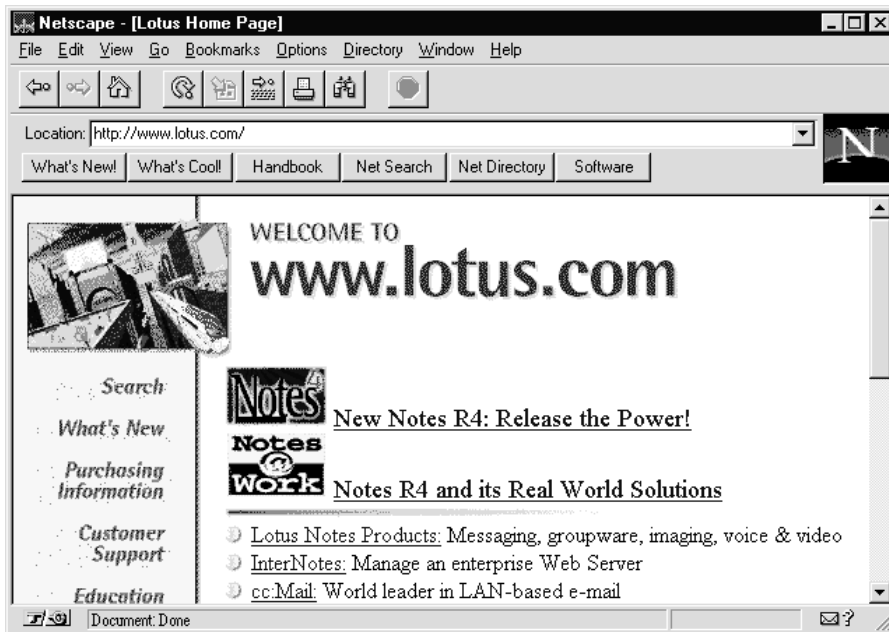 Netscape - [Lotus Home Page]
File Edit View Go Bookmarks Options Directory Window Help
Location: http://www.lotus.com/
N
What's New! What's Cool! Handbook Net Search Net Directory Software
WELCOME TO
www.lotus.com
Search
What's New
Purchasing
Information
Customer
Support
Education
Notes 4
New Notes R4: Release the Power!
Notes
@
Work
Notes R4 and its Real World Solutions
Lotus Notes Products: Messaging, groupware, imaging, voice & video
InterNotes: Manage an enterprise Web Server
cc:Mail: World leader in LAN-based e-mail
Document: Done
?